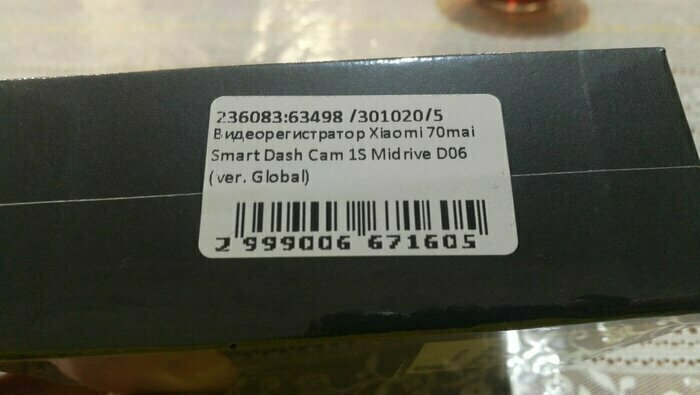 236083:63498 /301020/5
Видеорегистратор Xiaomi 70mai
Smart Dash Cam 1S Midrive D06
(ver. Global)
2 999006 671605